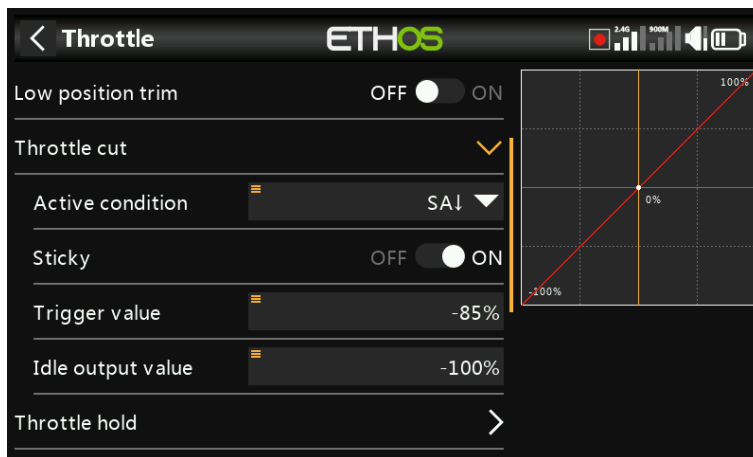 Throttle
ETHOS
2.4G
900M
Low position trim
OFF ON
Throttle cut
Active condition
SA↓
Sticky
OFF ON
Trigger value
-85%
Idle output value
-100%
Throttle hold
100%
0%
-100%